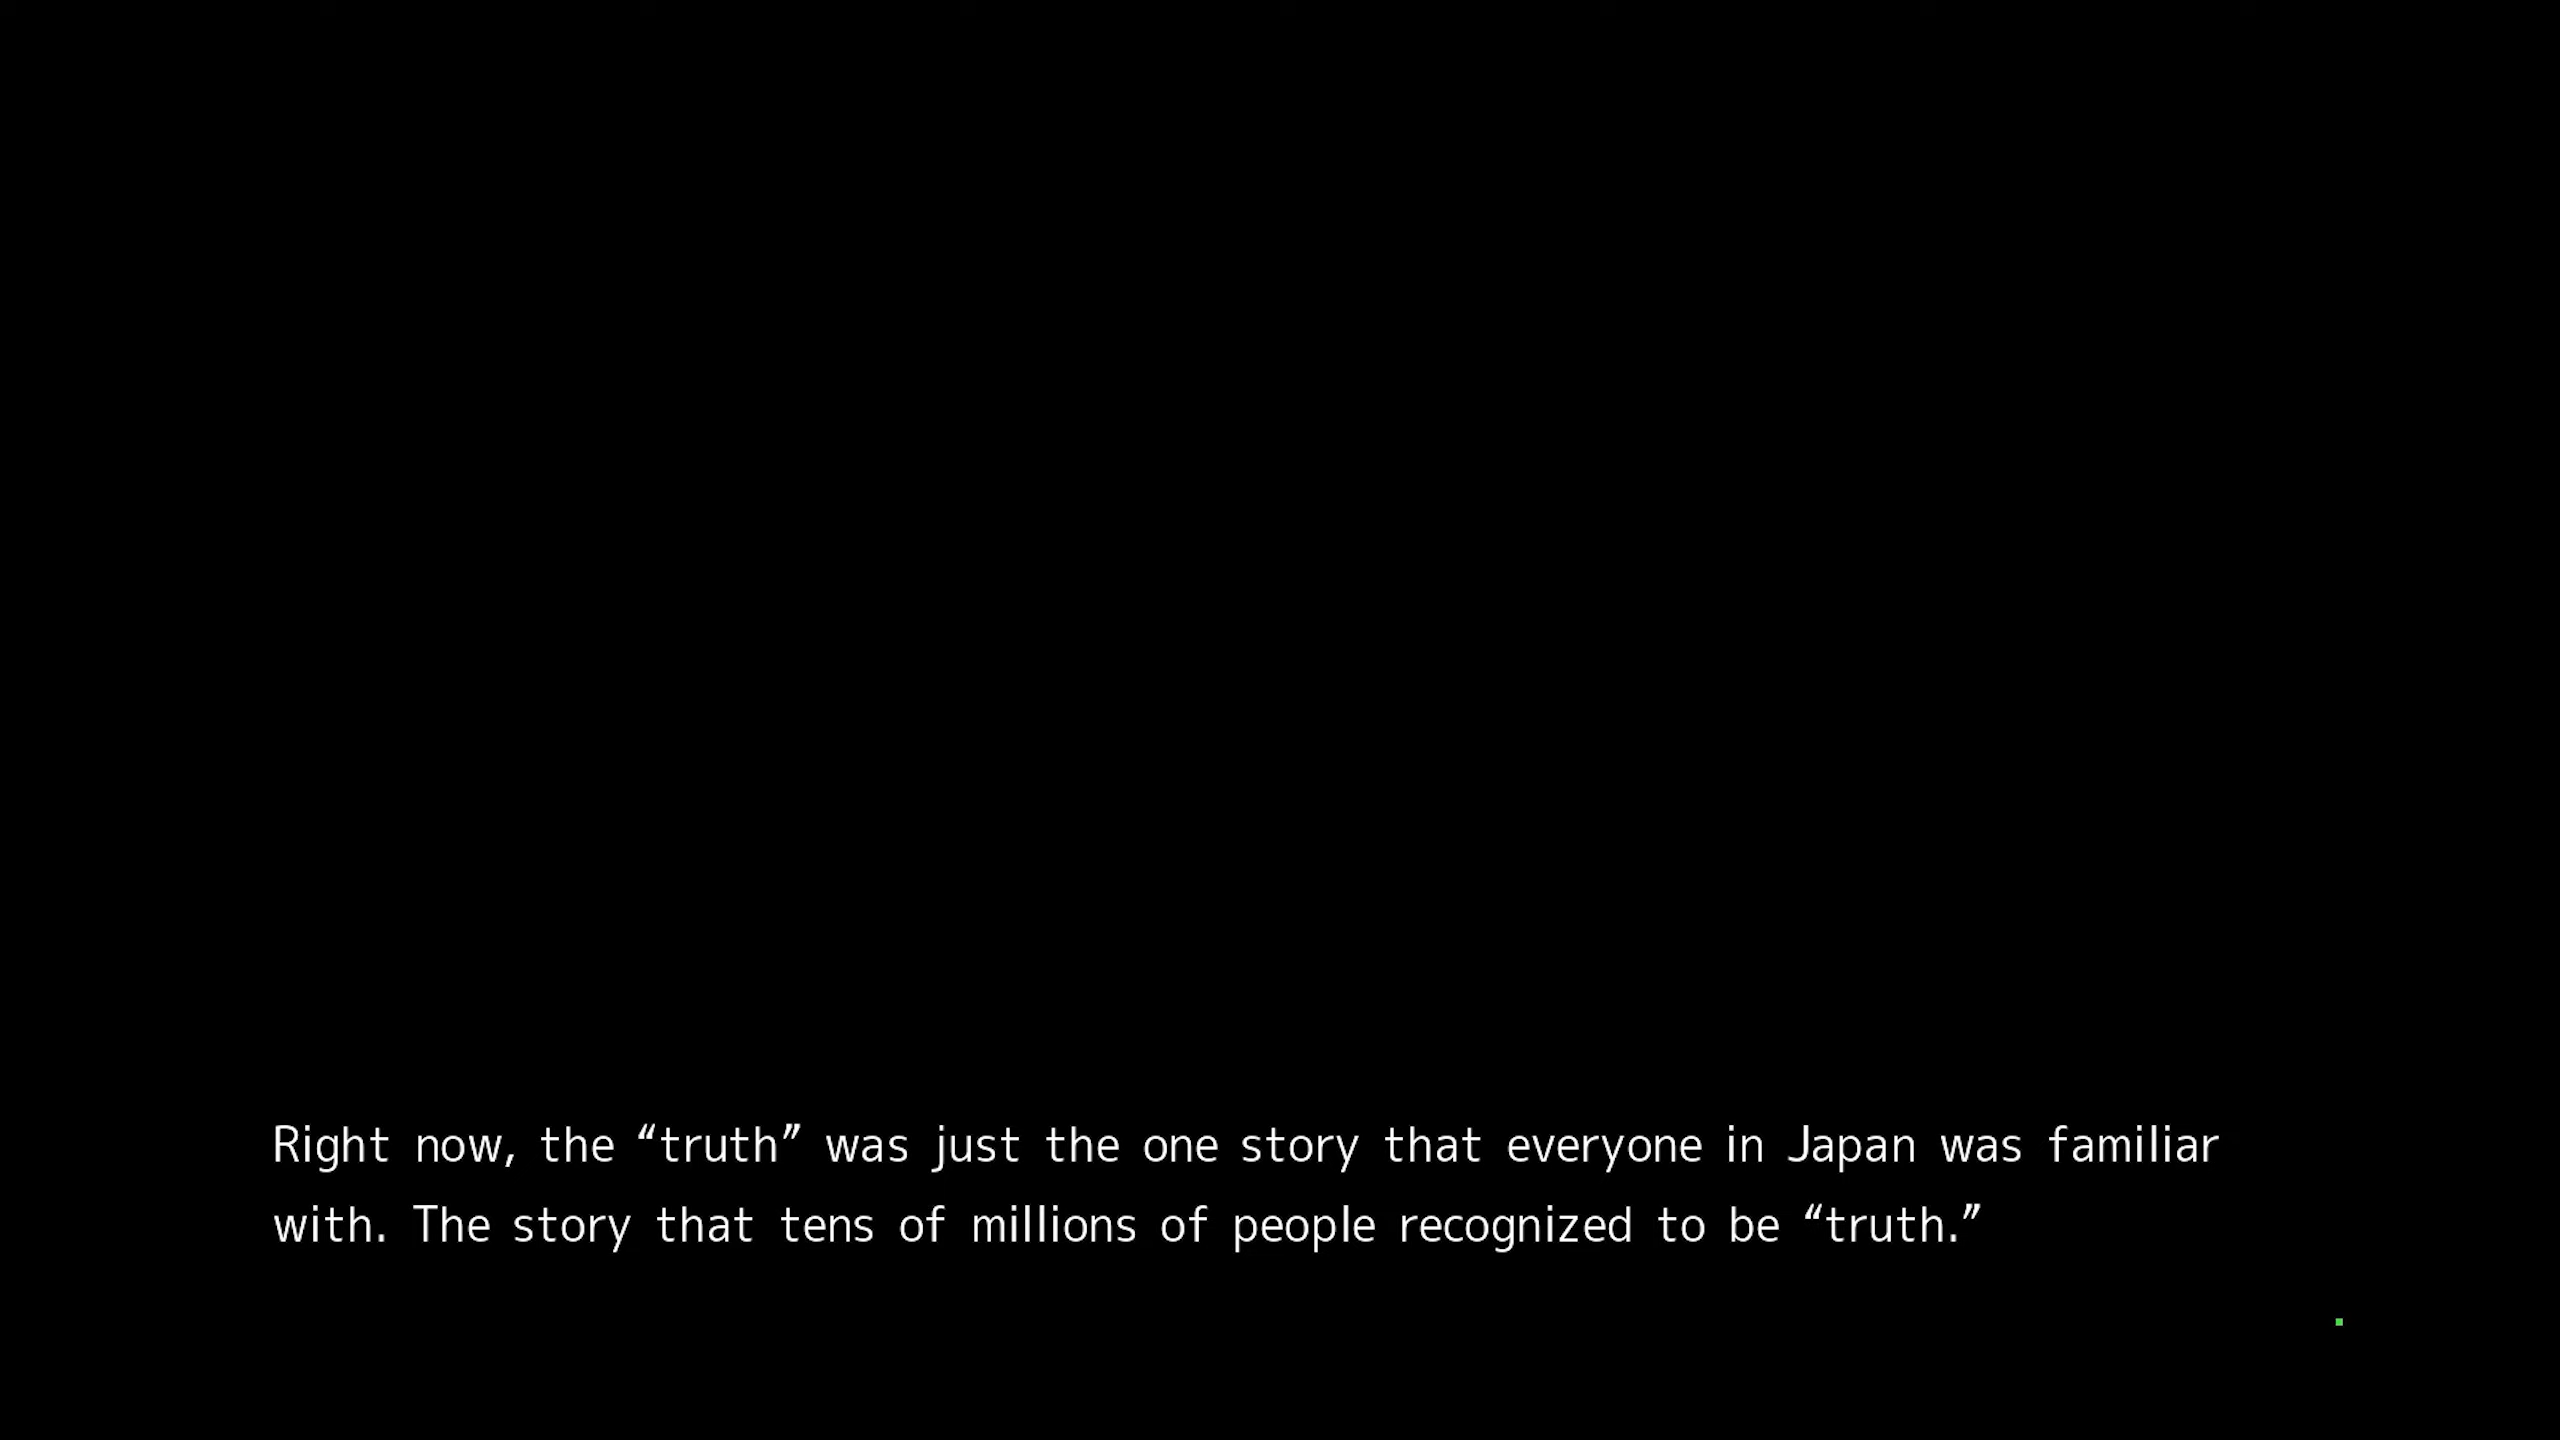 Right now, the “truth” was just the one story that everyone in Japan was familiar
with. The story that tens of millions of people recognized to be “truth.”